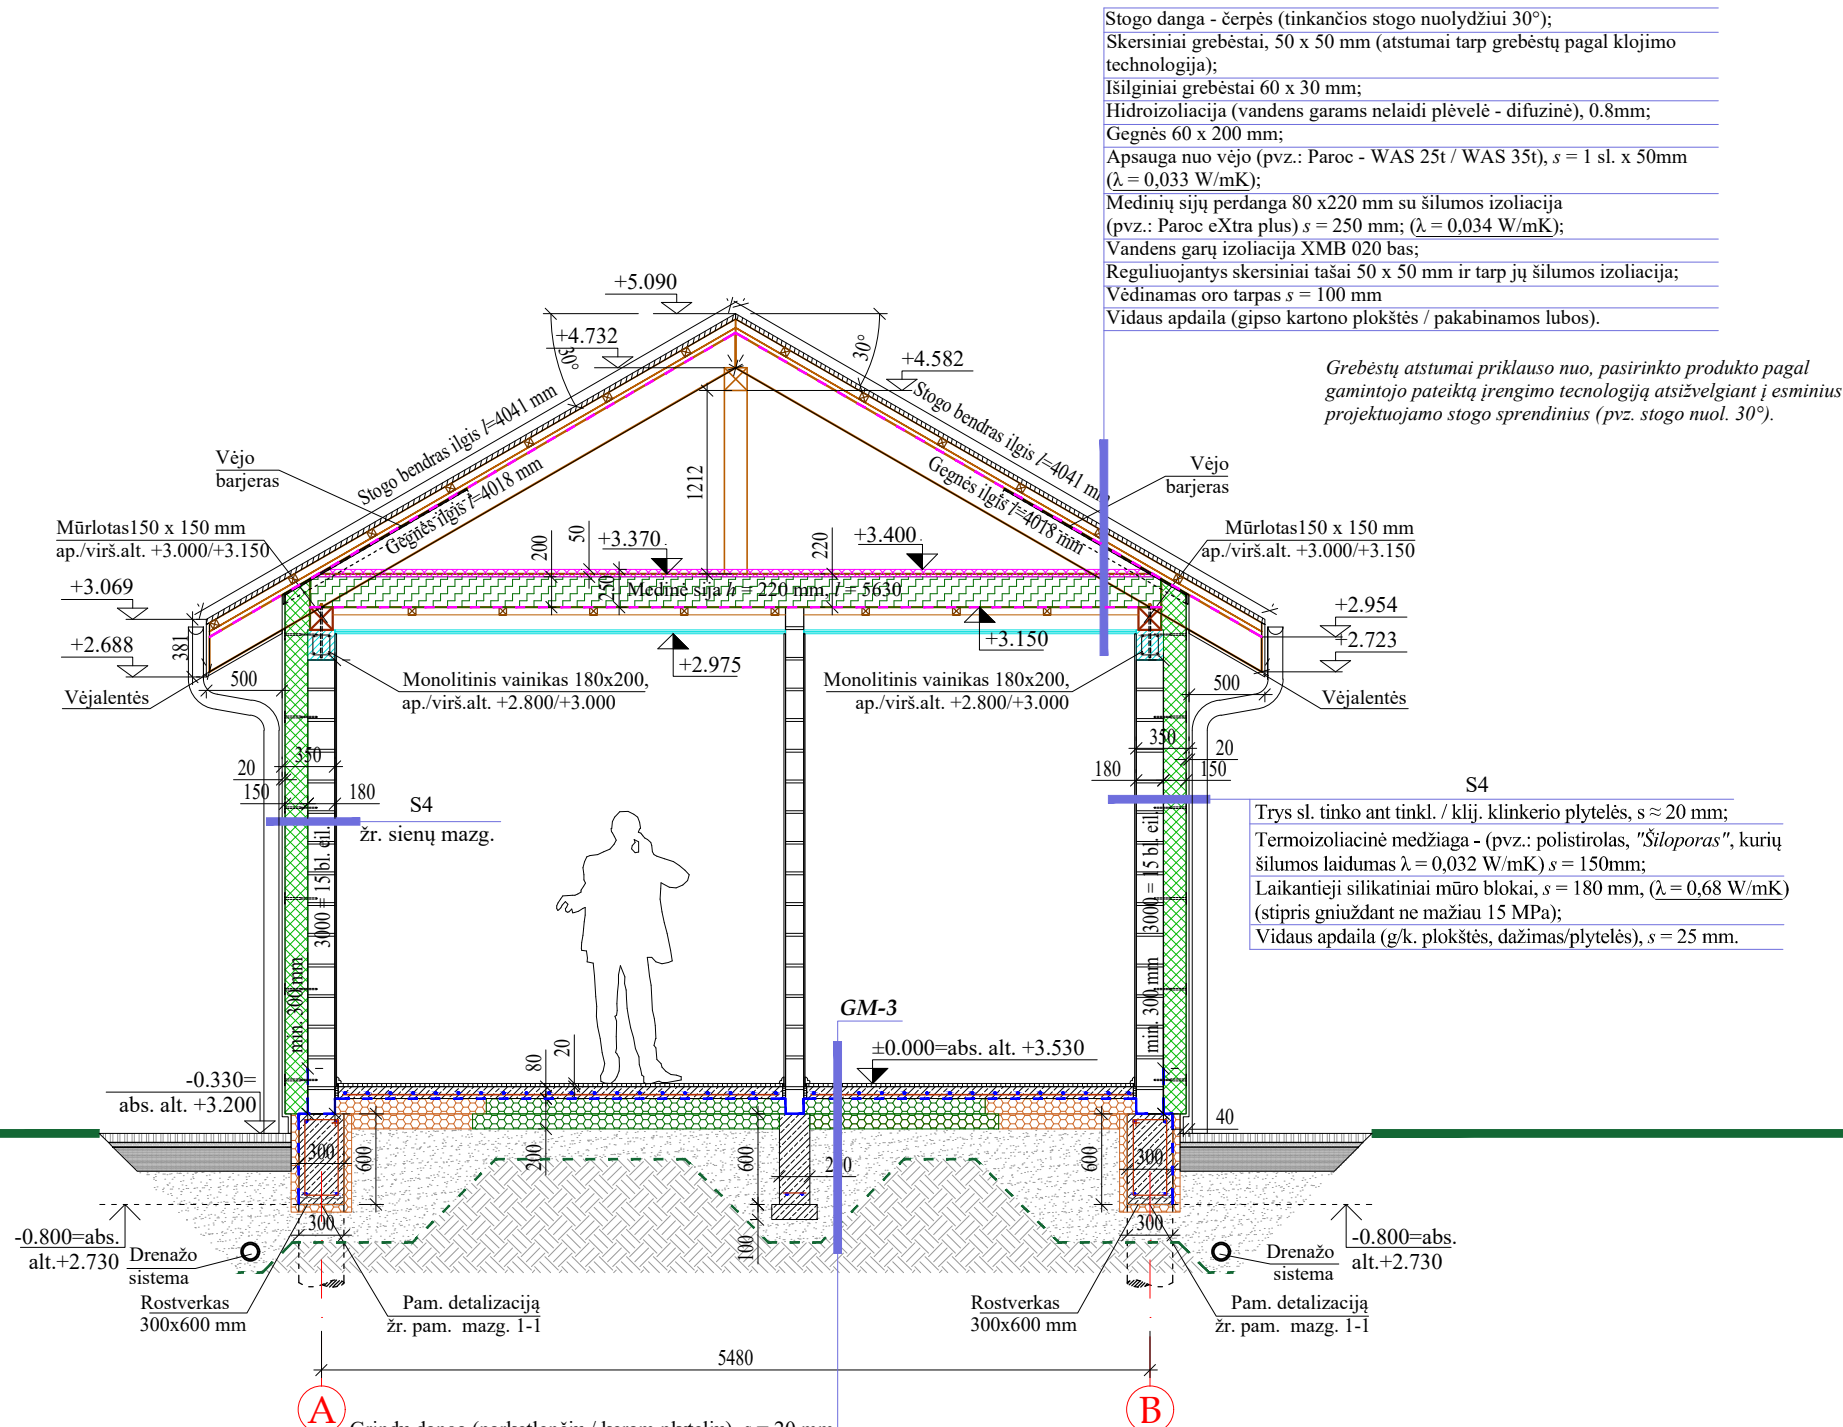 Stogo danga - čerpės (tinkančios stogo nuolydžiui 30°);
Skersiniai grebėstai, 50 x 50 mm (atstumai tarp grebėstų pagal klojimo
technologija);
Išilginiai grebėstai 60 x 30 mm;
Hidroizoliacija (vandens garams nelaidi plėvelė - difuzinė), 0.8mm;
Gegnės 60 x 200 mm;
Apsauga nuo vėjo (pvz.: Paroc - WAS 25t / WAS 35t), s = 1 sl. x 50mm
(λ = 0,033 W/mK);
Medinių sijų perdanga 80 x220 mm su šilumos izoliacija
(pvz.: Paroc eXtra plus) s = 250 mm; (λ = 0,034 W/mK);
Vandens garų izoliacija XMB 020 bas;
Reguliuojantys skersiniai tašai 50 x 50 mm ir tarp jų šilumos izoliacija;
Vėdinamas oro tarpas s = 100 mm
Vidaus apdaila (gipso kartono plokštės / pakabinamos lubos).
Grebėstų atstumai priklauso nuo, pasirinkto produkto pagal
gamintojo pateiktą įrengimo tecnologiją atsižvelgiant į esminius
projektuojamo stogo sprendinius (pvz. stogo nuol. 30°).
+5.090
+4.732
30°
30°
+4.582
Stogo bendras ilgis l=4041 mm
Stogo bendras ilgis l=4041 mm
Gegnės ilgis l=4018 mm
Gegnės ilgis l=4018 mm
1212
Vėjo
barjeras
Vėjo
barjeras
Mūrlotas150 x 150 mm
ap./virš.alt. +3.000/+3.150
Mūrlotas150 x 150 mm
ap./virš.alt. +3.000/+3.150
200
50
+3.370
220
+3.400
250
Medinė sija h = 220 mm, l = 5630
+3.069
+2.688
381
500
Vėjalentės
+2.954
+2.723
500
Vėjalentės
+3.150
+2.975
Monolitinis vainikas 180x200,
ap./virš.alt. +2.800/+3.000
Monolitinis vainikas 180x200,
ap./virš.alt. +2.800/+3.000
350
20
150
180
350
20
180
150
S4
žr. sienų mazg.
3000 = 15 bl. eil.
min. 300 mm
3000 = 15 bl. eil.
min. 300 mm
S4
Trys sl. tinko ant tinkl. / klij. klinkerio plytelės, s ≈ 20 mm;
Termoizoliacinė medžiaga - (pvz.: polistirolas, "Šiloporas", kurių
šilumos laidumas λ = 0,032 W/mK) s = 150mm;
Laikantieji silikatiniai mūro blokai, s = 180 mm, (λ = 0,68 W/mK)
(stipris gniuždant ne mažiau 15 MPa);
Vidaus apdaila (g/k. plokštės, dažimas/plytelės), s = 25 mm.
GM-3
±0.000=abs. alt. +3.530
80
20
-0.330=
abs. alt. +3.200
40
300
600
200
600
600
300
300
100
300
-0.800=abs.
alt.+2.730
Drenažo
sistema
-0.800=abs.
alt.+2.730
Drenažo
sistema
Rostverkas
300x600 mm
Pam. detalizaciją
žr. pam. mazg. 1-1
Rostverkas
300x600 mm
Pam. detalizaciją
žr. pam. mazg. 1-1
5480
A
B